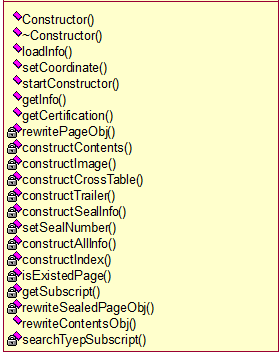 Constructor()
~Constructor()
loadInfo()
setCoordinate()
startConstructor()
getInfo()
getCertification()
rewritePageObj()
constructContents()
constructImage()
constructCrossTable()
constructTrailer()
constructSealInfo()
setSealNumber()
constructAllInfo()
constructIndex()
isExistedPage()
getSubscript()
rewriteSealedPageObj()
rewriteContentsObj()
searchTyepSubscript()